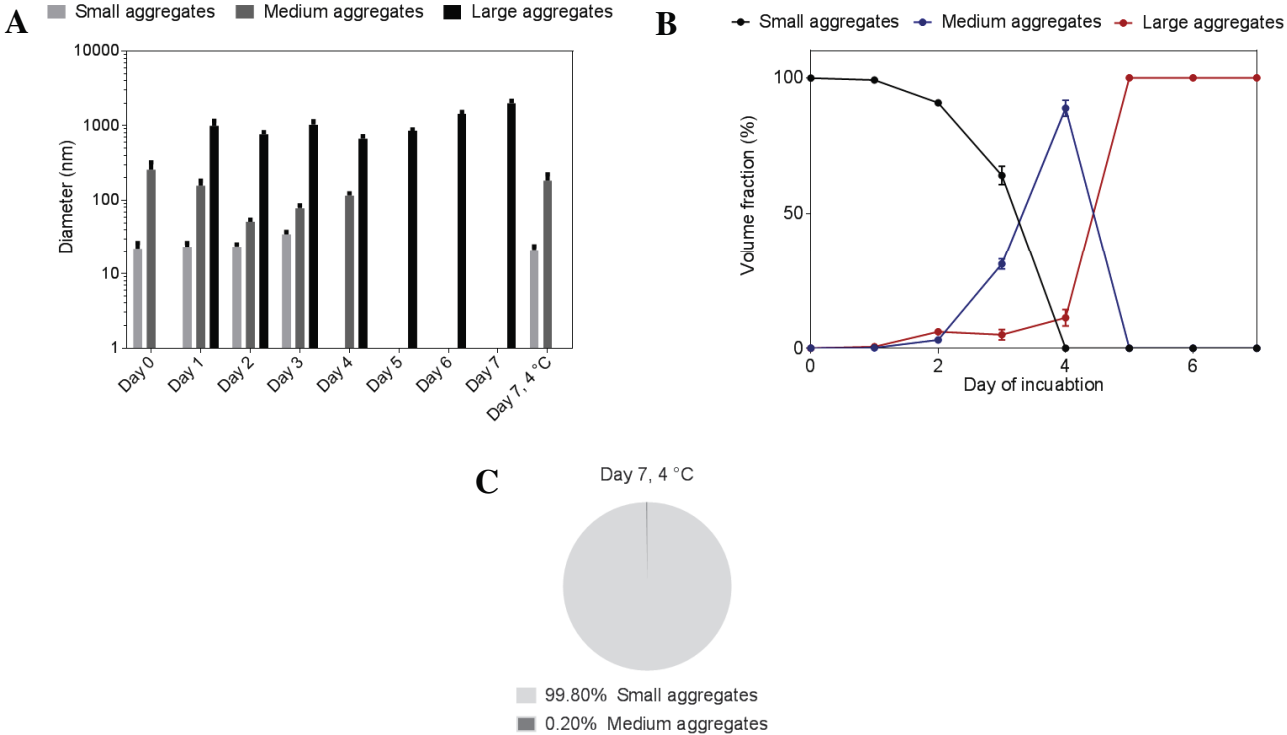 A
Small aggregates Medium aggregates Large aggregates
10000
1000
100
10
1
Diameter (nm)
Day 0
Day 1
Day 2
Day 3
Day 4
Day 5
Day 6
Day 7
Day 7, 4 °C
B
Small aggregates Medium aggregates Large aggregates
100
50
0
Volume fraction (%)
0 2 4 6
Day of incuabtion
C
Day 7, 4 °C
99.80% Small aggregates
0.20% Medium aggregates